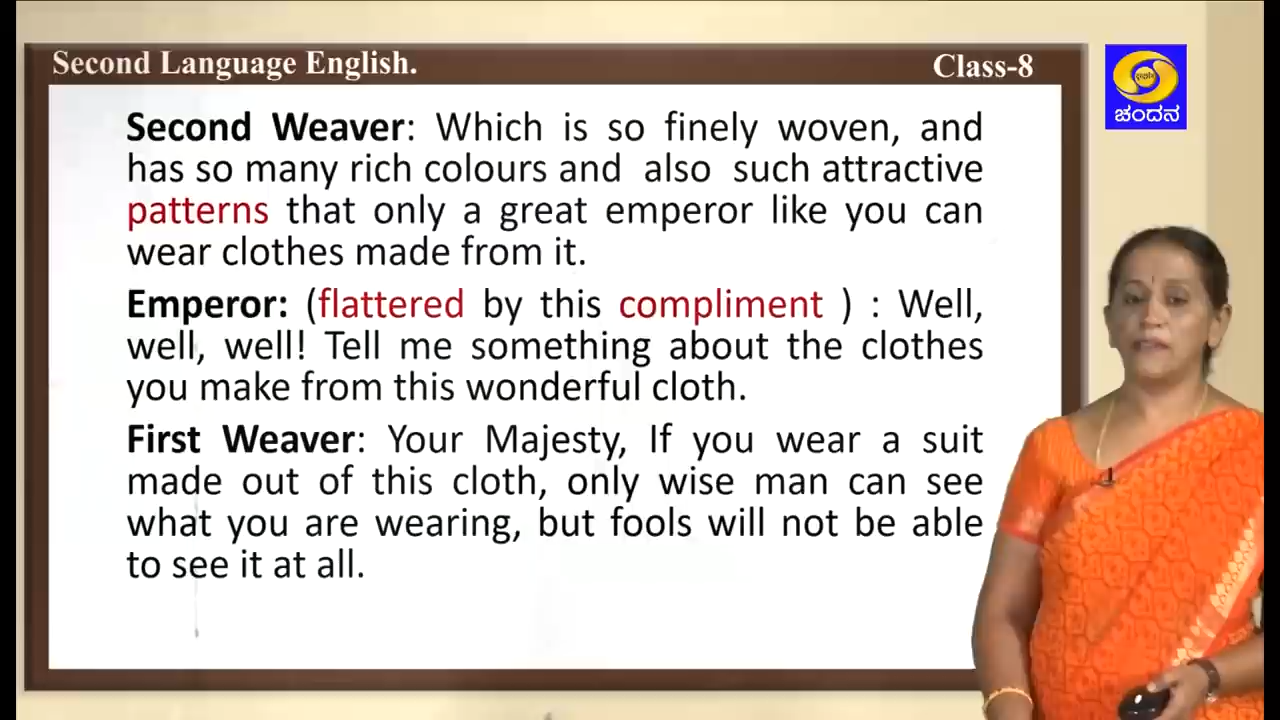 Second Language English.
Class-8
ಚಂದನ
Second Weaver: Which is so finely woven, and
has so many rich colours and also such attractive
patterns that only a great emperor like you can
wear clothes made from it.
Emperor: (flattered by this compliment ) : Well,
well, well! Tell me something about the clothes
you make from this wonderful cloth.
First Weaver: Your Majesty, If you wear a suit
made out of this cloth, only wise man can see
what you are wearing, but fools will not be able
to see it at all.